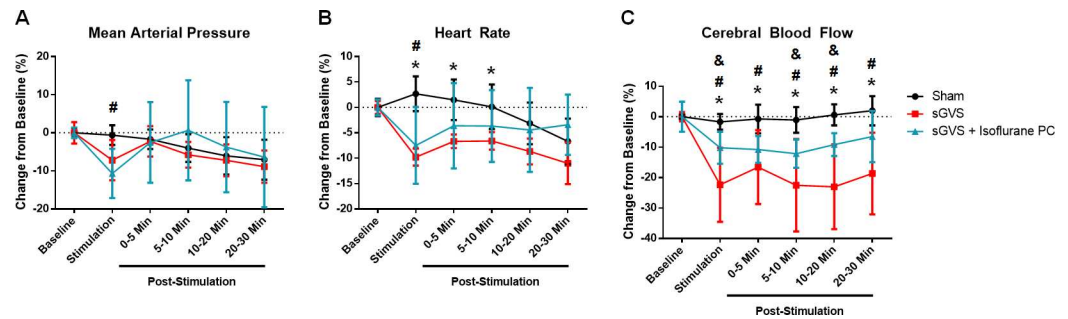 A
Mean Arterial Pressure
Change from Baseline (%)
20
10
0
-10
-20
#
Baseline
Stimulation
0-5 Min
5-10 Min
10-20 Min
20-30 Min
Post-Stimulation
B
Heart Rate
Change from Baseline (%)
10
5
0
-5
-10
-15
-20
#
* * *
Baseline
Stimulation
0-5 Min
5-10 Min
10-20 Min
20-30 Min
Post-Stimulation
C
Cerebral Blood Flow
Change from Baseline (%)
10
0
-10
-20
-30
-40
& & &
# # # # #
* * * *
Baseline
Stimulation
0-5 Min
5-10 Min
10-20 Min
20-30 Min
Post-Stimulation
Sham
sGVS
sGVS + Isoflurane PC